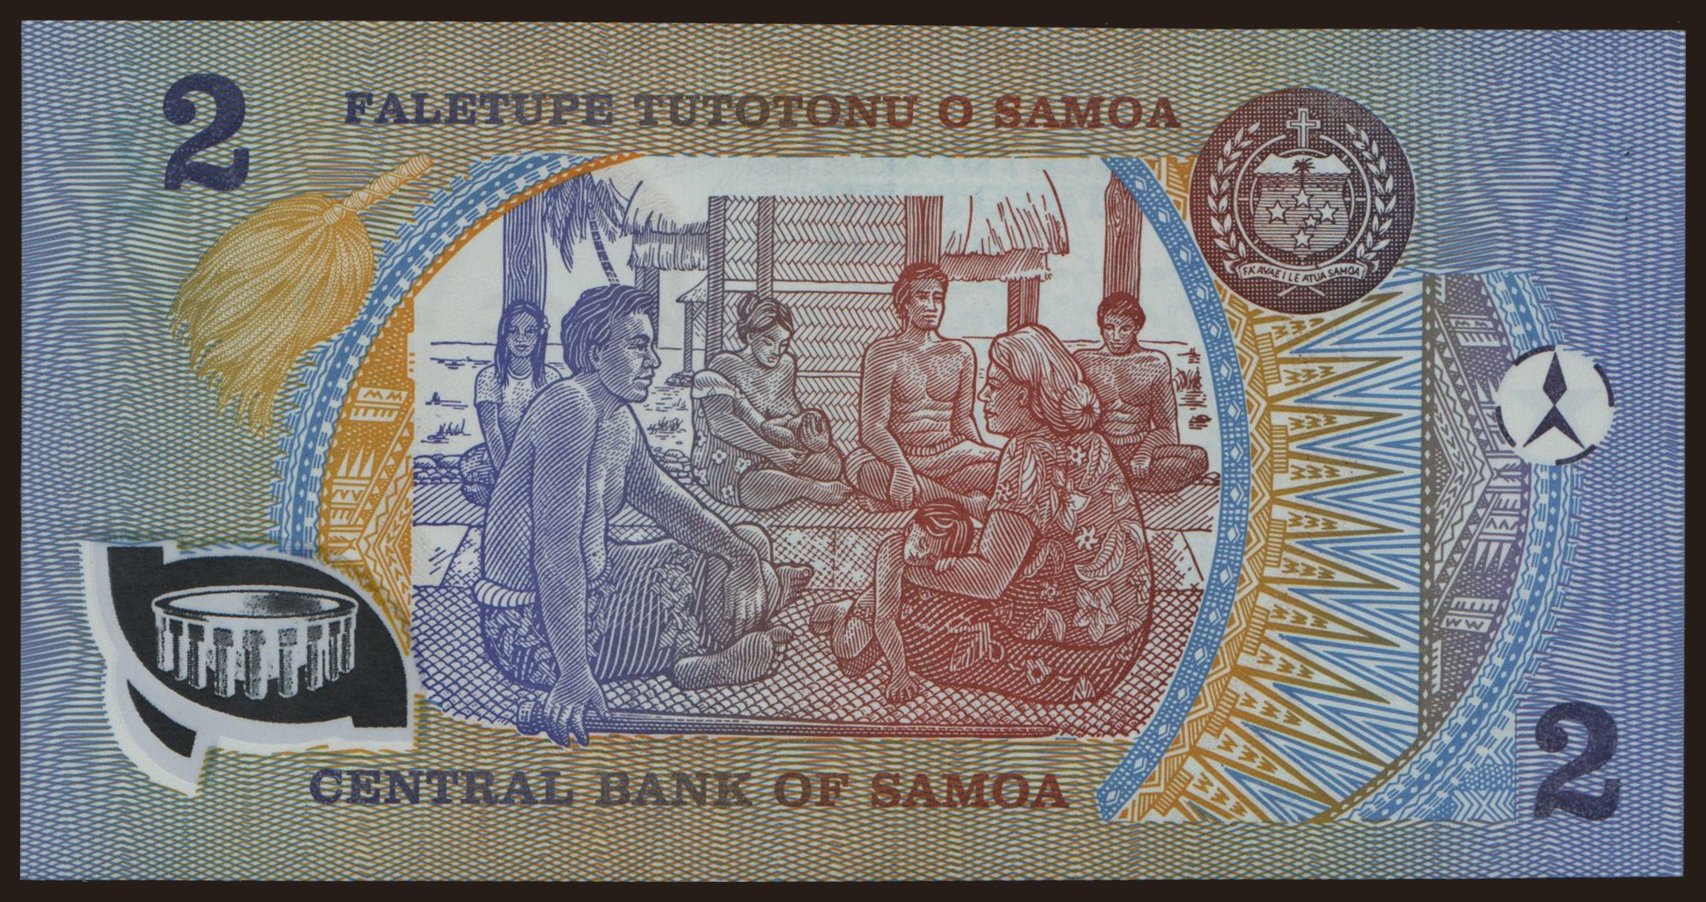 2
FALETUPE TUTOTONU O SAMOA
FA'AVAE I LE ATUA SAMOA
CENTRAL BANK OF SAMOA
2